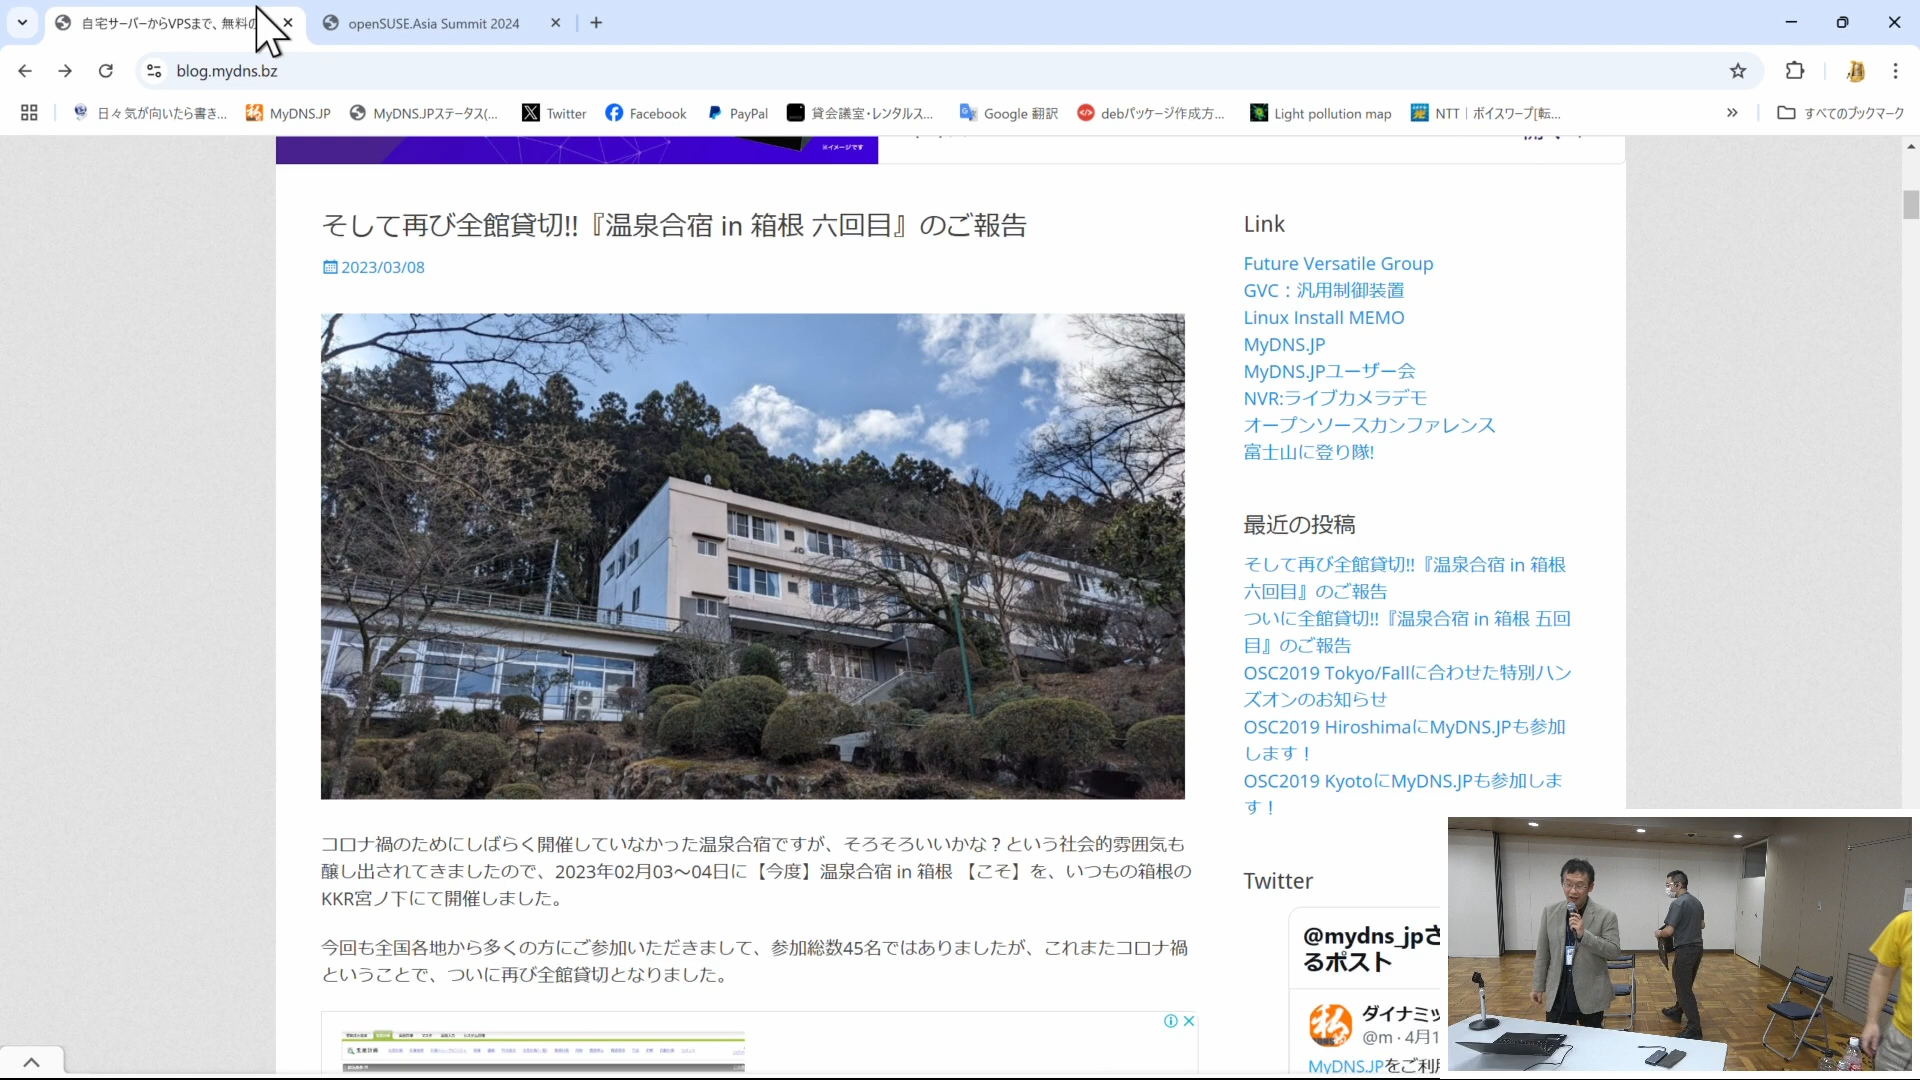 自宅サーバーからVPSまで、無料の
openSUSE.Asia Summit 2024
blog.mydns.bz
日々気が向いたら書き...
MyDNS.JP
MyDNS.JPステータス(...
Twitter
Facebook
PayPal
貸会議室・レンタルス...
Google 翻訳
debパッケージ作成方...
Light pollution map
NTT｜ボイスワープ[転...
すべてのブックマーク
※イメージです
そして再び全館貸切!!『温泉合宿 in 箱根 六回目』のご報告
2023/03/08
コロナ禍のためにしばらく開催していなかった温泉合宿ですが、そろそろいいかな？という社会的雰囲気も
醸し出されてきましたので、2023年02月03～04日に【今度】温泉合宿 in 箱根 【こそ】を、いつもの箱根の
KKR宮ノ下にて開催しました。
今回も全国各地から多くの方にご参加いただきまして、参加総数45名ではありましたが、これまたコロナ禍
ということで、ついに再び全館貸切となりました。
Link
Future Versatile Group
GVC：汎用制御装置
Linux Install MEMO
MyDNS.JP
MyDNS.JPユーザー会
NVR:ライブカメラデモ
オープンソースカンファレンス
富士山に登り隊!
最近の投稿
そして再び全館貸切!!『温泉合宿 in 箱根
六回目』のご報告
ついに全館貸切!!『温泉合宿 in 箱根 五回
目』のご報告
OSC2019 Tokyo/Fallに合わせた特別ハン
ズオンのお知らせ
OSC2019 HiroshimaにMyDNS.JPも参加
します！
OSC2019 KyotoにMyDNS.JPも参加しま
す！
Twitter
@mydns_jpさ
るポスト
私
ダイナミッ
@m · 4月1
MyDNS.JPをご利用